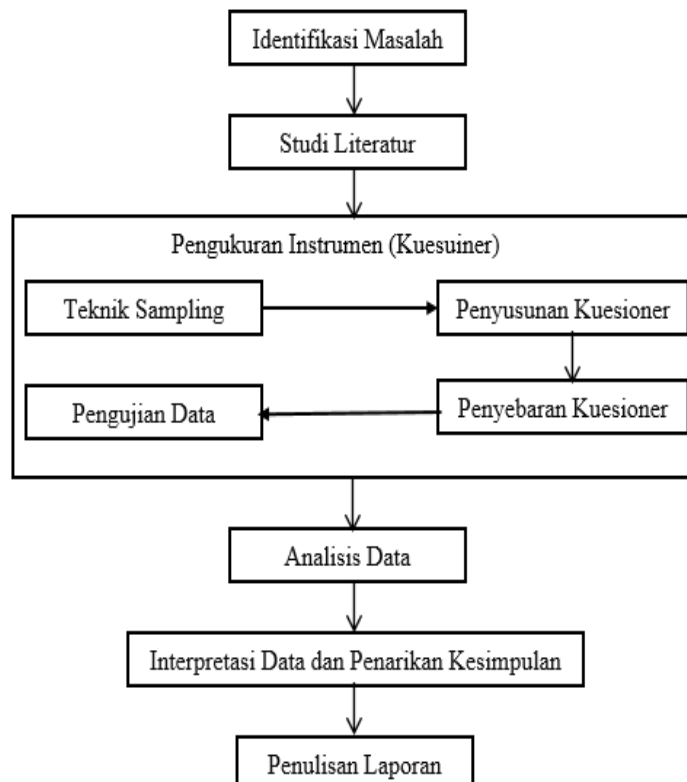 Identifikasi Masalah
Studi Literatur
Pengukuran Instrumen (Kuesuiner)
Teknik Sampling
Penyusunan Kuesioner
Penyebaran Kuesioner
Pengujian Data
Analisis Data
Interpretasi Data dan Penarikan Kesimpulan
Penulisan Laporan